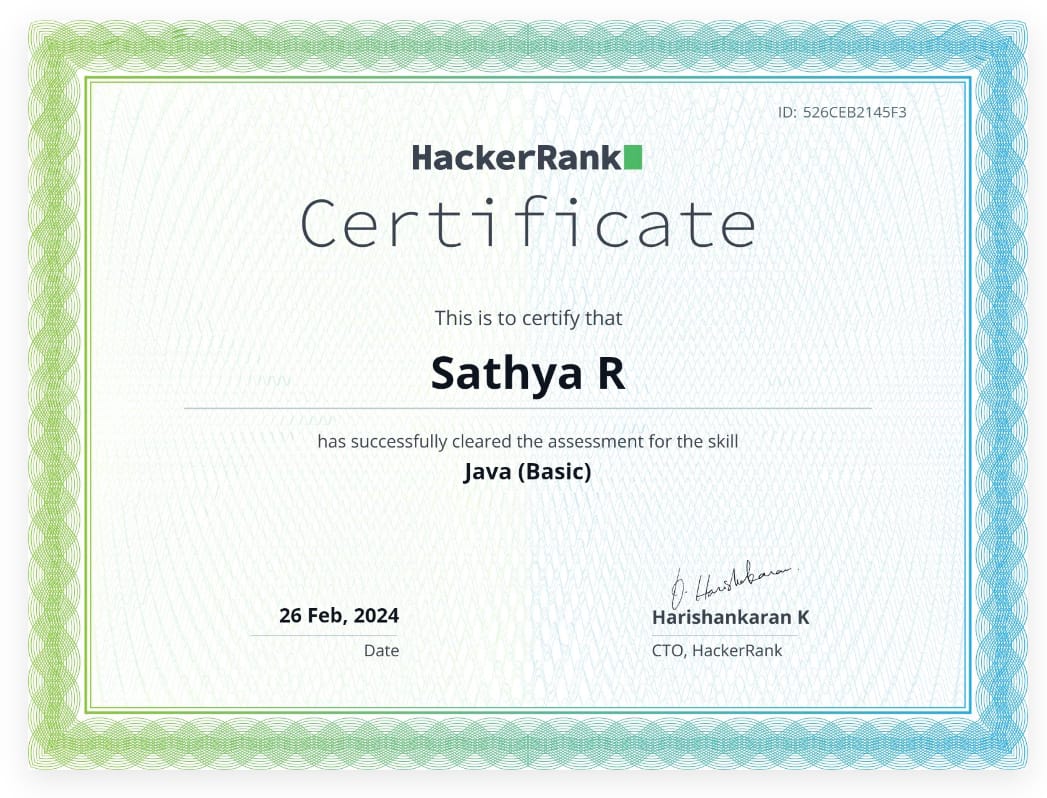 ID: 526CEB2145F3
HackerRank
Certificate
This is to certify that
Sathya R
has successfully cleared the assessment for the skill
Java (Basic)
26 Feb, 2024
Date
Harishankaran K
CTO, HackerRank